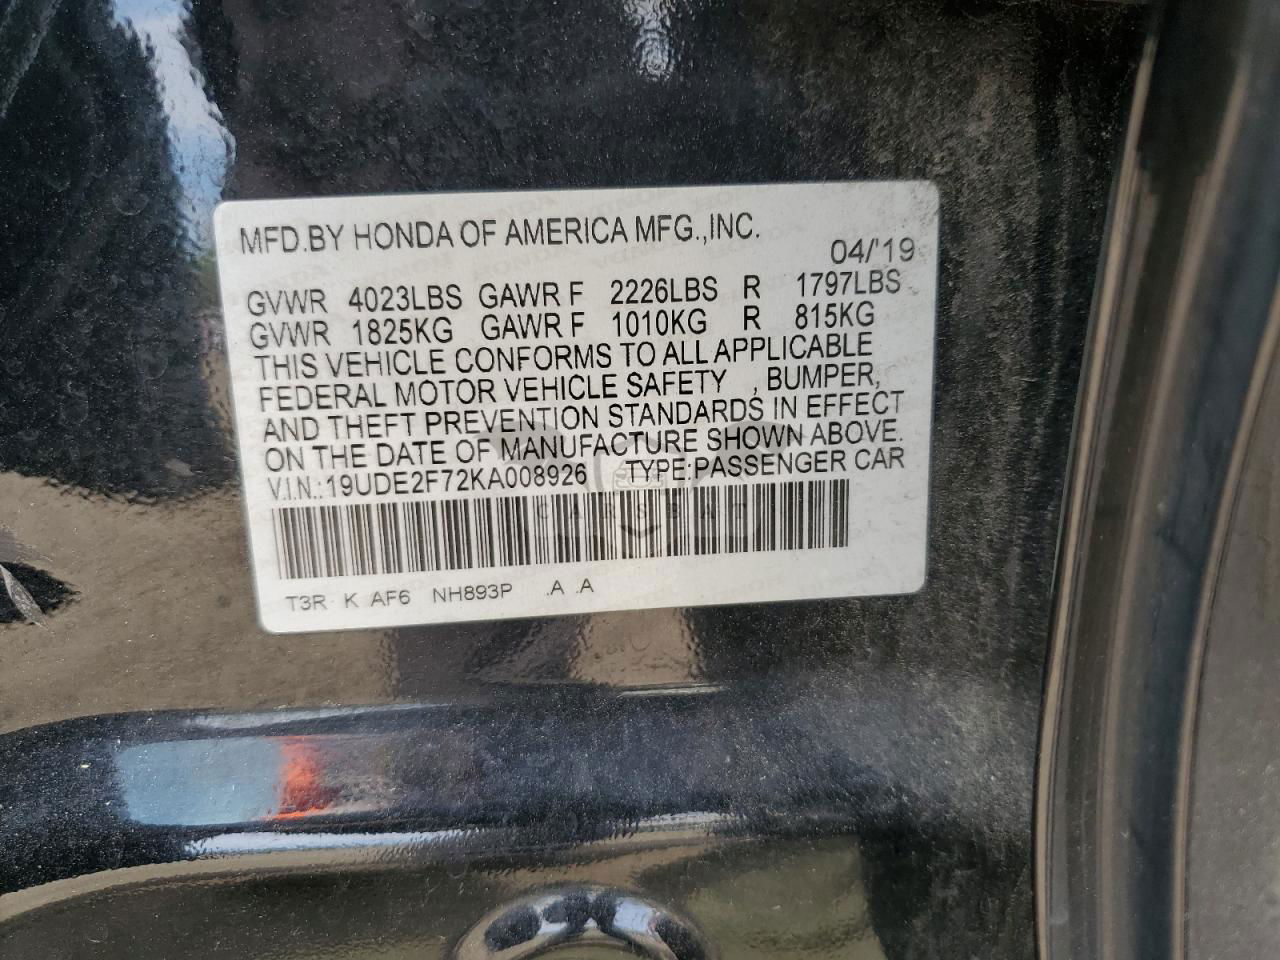 MFD.BY HONDA OF AMERICA MFG.,INC.
04/'19
GVWR 4023LBS GAWR F 2226LBS R 1797LBS
GVWR 1825KG GAWR F 1010KG R 815KG
THIS VEHICLE CONFORMS TO ALL APPLICABLE
FEDERAL MOTOR VEHICLE SAFETY , BUMPER,
AND THEFT PREVENTION STANDARDS IN EFFECT
ON THE DATE OF MANUFACTURE SHOWN ABOVE.
V.I.N.:19UDE2F72KA008926 TYPE:PASSENGER CAR
T3R K AF6 NH893P .A .A